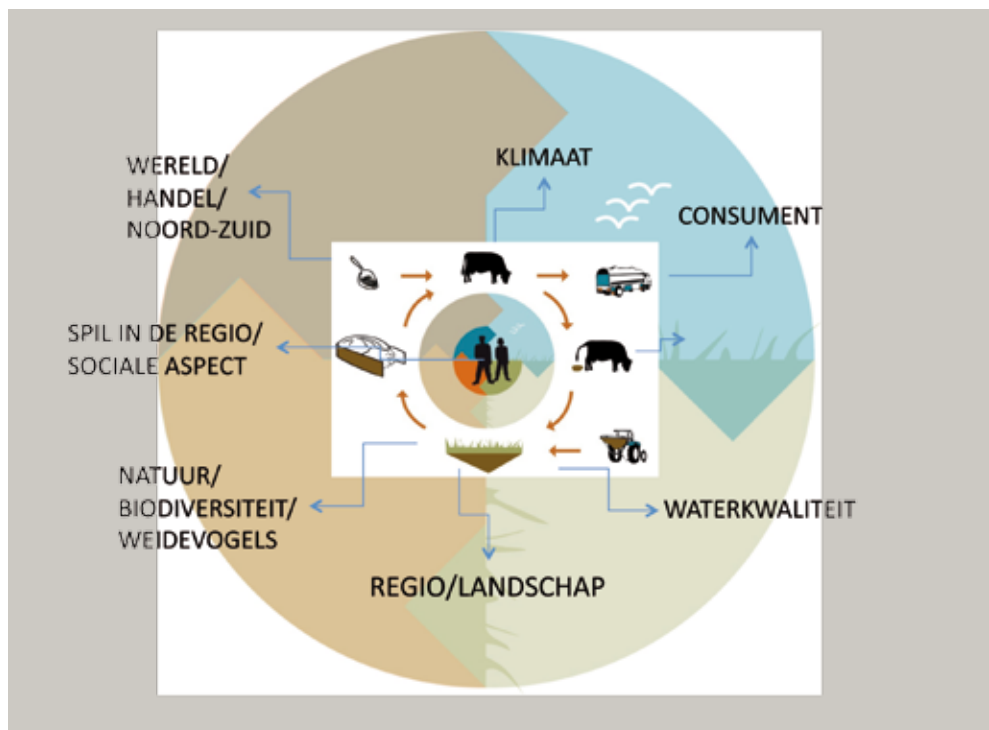 WERELD/
HANDEL/
NOORD-ZUID
KLIMAAT
CONSUMENT
SPIL IN DE REGIO/
SOCIALE ASPECT
NATUUR/
BIODIVERSITEIT/
WEIDEVOGELS
WATERKWALITEIT
REGIO/LANDSCHAP